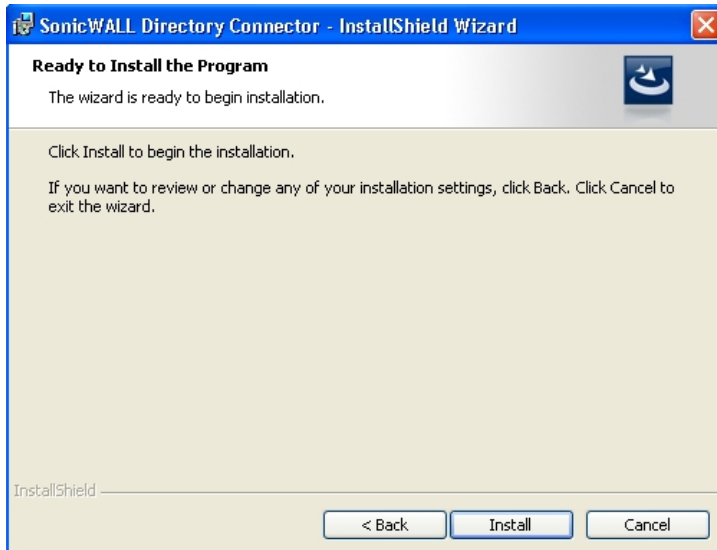 SonicWALL Directory Connector - InstallShield Wizard
Ready to Install the Program
The wizard is ready to begin installation.
Click Install to begin the installation.
If you want to review or change any of your installation settings, click Back. Click Cancel to
exit the wizard.
InstallShield
< Back Install Cancel